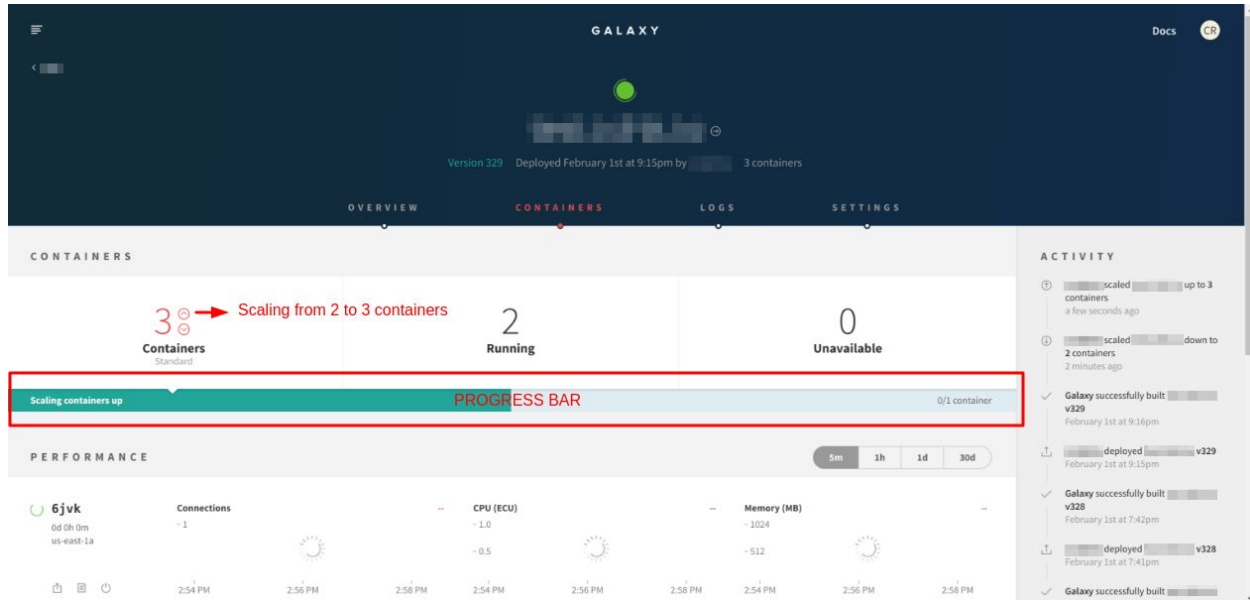 GALAXY
Docs
CR
Version 329 Deployed February 1st at 9:15pm by 3 containers
OVERVIEW
CONTAINERS
LOGS
SETTINGS
CONTAINERS
3
Scaling from 2 to 3 containers
Containers
Standard
2
Running
0
Unavailable
Scaling containers up
PROGRESS BAR
0/1 container
PERFORMANCE
5m
1h
1d
30d
6jvk
0d 0h 0m
us-east-1a
Connections
--
- 1
2:54 PM
2:56 PM
2:58 PM
CPU (ECU)
--
- 1.0
- 0.5
2:54 PM
2:56 PM
2:58 PM
Memory (MB)
--
- 1024
- 512
2:54 PM
2:56 PM
2:58 PM
ACTIVITY
scaled up to 3
containers
a few seconds ago
scaled down to
2 containers
2 minutes ago
Galaxy successfully built
v329
February 1st at 9:16pm
deployed v329
February 1st at 9:15pm
Galaxy successfully built
v328
February 1st at 7:42pm
deployed v328
February 1st at 7:41pm
Galaxy successfully built